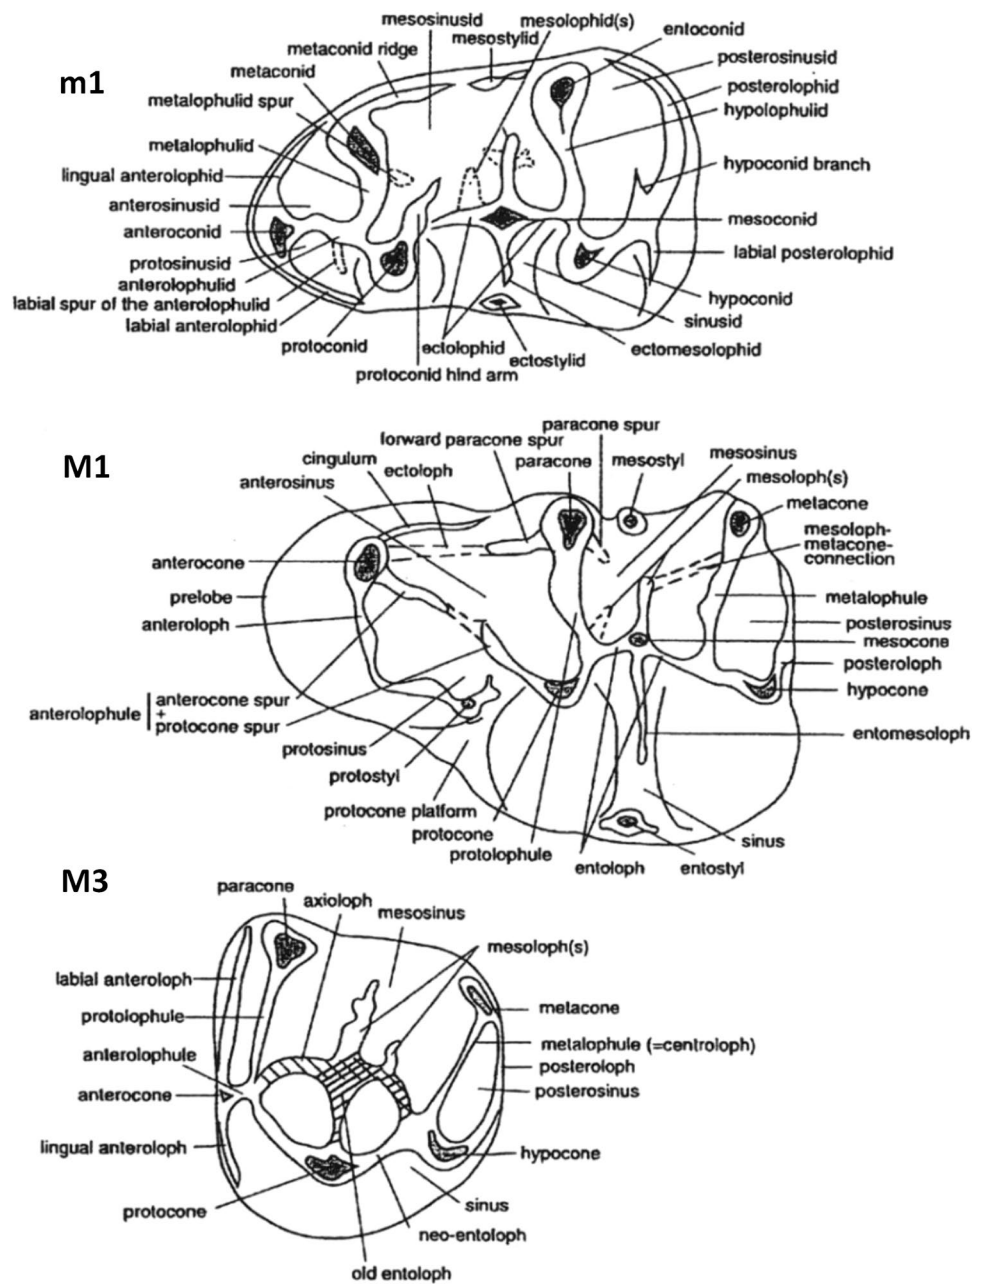 m1
mesosinusid
mesolophid(s)
mesostylid
entoconid
metaconid ridge
posterosinusid
metaconid
posterolophid
metalophulid spur
hypolophulid
metalophulid
hypoconid branch
lingual anterolophid
anterosinusid
mesoconid
anteroconid
labial posterolophid
protosinusid
anterolophulid
labial spur of the anterolophulid
hypoconid
labial anterolophid
sinusid
protoconid
ectolophid
ectomesolophid
ectostylid
protoconid hind arm
M1
paracone spur
forward paracone spur
mesosinus
cingulum
ectoloph
paracone
mesostyl
mesoloph(s)
anterosinus
metacone
mesoloph-
metacone-
connection
anterocone
prelobe
metalophule
anteroloph
posterosinus
mesocone
posteroloph
hypocone
anterolophule
anterocone spur
+
protocone spur
entomesoloph
protosinus
protostyl
protocone platform
protocone
protolophule
sinus
entoloph
entostyl
M3
paracone
axioloph
mesosinus
mesoloph(s)
labial anteroloph
metacone
protolophule
metalophule (=centroloph)
anterolophule
posteroloph
anterocone
posterosinus
lingual anteroloph
hypocone
protocone
sinus
neo-entoloph
old entoloph